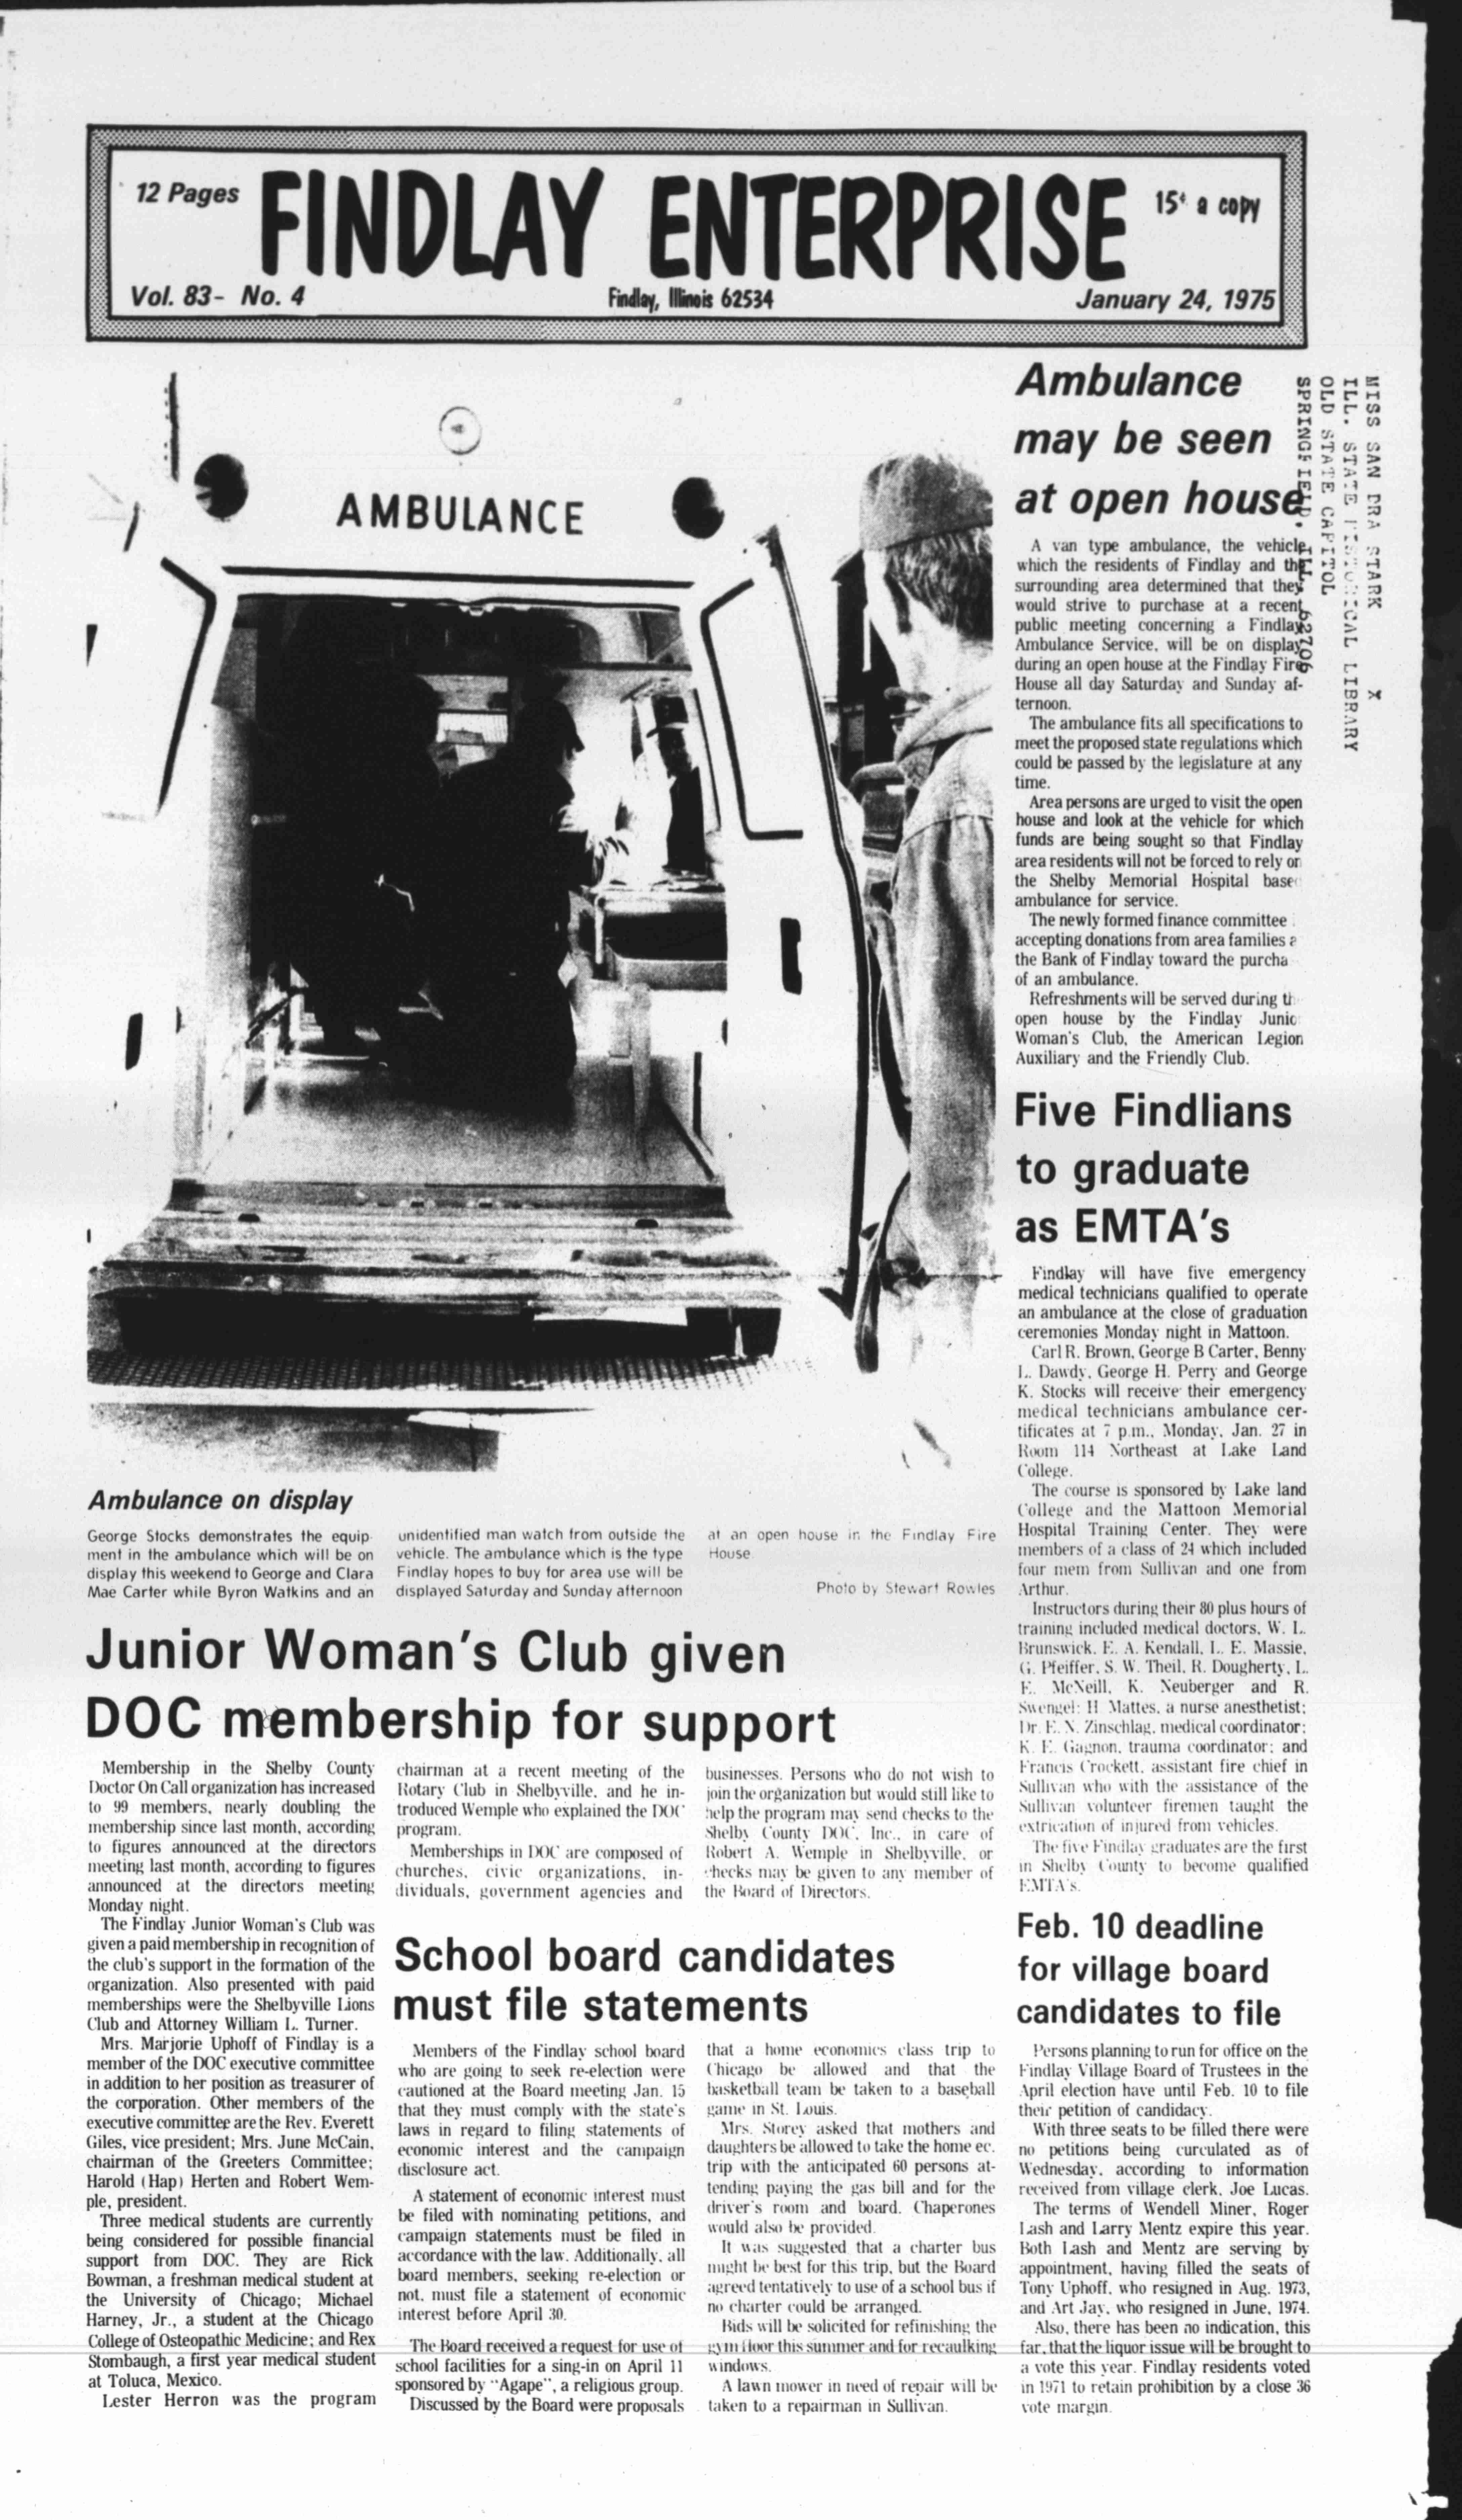 12 Pages
FINDLAY ENTERPRISE
15¢ a copy
Vol. 83- No. 4
Findlay, Illinois 62534
January 24, 1975
MISS SAN DRA STARK X
ILL. STATE HISTORICAL LIBRARY
OLD STATE CAPITOL
SPRINGFIELD, ILL 62706
AMBULANCE
Ambulance on display
George Stocks demonstrates the equip-
ment in the ambulance which will be on
display this weekend to George and Clara
Mae Carter while Byron Watkins and an
unidentified man watch from outside the
vehicle. The ambulance which is the type
Findlay hopes to buy for area use will be
displayed Saturday and Sunday afternoon
at an open house in the Findlay Fire
House.
Photo by Stewart Rowles
Ambulance
may be seen
at open house
A van type ambulance, the vehicle
which the residents of Findlay and the
surrounding area determined that they
would strive to purchase at a recent
public meeting concerning a Findlay
Ambulance Service, will be on display
during an open house at the Findlay Fire
House all day Saturday and Sunday af-
ternoon.
The ambulance fits all specifications to
meet the proposed state regulations which
could be passed by the legislature at any
time.
Area persons are urged to visit the open
house and look at the vehicle for which
funds are being sought so that Findlay
area residents will not be forced to rely on
the Shelby Memorial Hospital base
ambulance for service.
The newly formed finance committee
accepting donations from area families a
the Bank of Findlay toward the purcha
of an ambulance.
Refreshments will be served during th
open house by the Findlay Junio
Woman's Club, the American Legion
Auxiliary and the Friendly Club.
Five Findlians
to graduate
as EMTA's
Findlay will have five emergency
medical technicians qualified to operate
an ambulance at the close of graduation
ceremonies Monday night in Mattoon.
Carl R. Brown, George B Carter, Benny
L. Dawdy, George H. Perry and George
K. Stocks will receive their emergency
medical technicians ambulance cer-
tificates at 7 p.m., Monday, Jan. 27 in
Room 114 Northeast at Lake Land
College.
The course is sponsored by Lake land
College and the Mattoon Memorial
Hospital Training Center. They were
members of a class of 24 which included
four mem from Sullivan and one from
Arthur.
Instructors during their 80 plus hours of
training included medical doctors, W. L.
Brunswick, E. A. Kendall, L. E. Massie,
G. Pfeiffer, S. W. Theil, R. Dougherty, L.
E. McNeill, K. Neuberger and R.
Swengel; H. Mattes, a nurse anesthetist;
Dr. E. N. Zinschlag, medical coordinator;
K. E. Gagnon, trauma coordinator; and
Francis Crockett, assistant fire chief in
Sullivan who with the assistance of the
Sullivan volunteer firemen taught the
extrication of injured from vehicles.
The five Findlay graduates are the first
in Shelby County to become qualified
EMTA's.
Junior Woman's Club given
DOC membership for support
Membership in the Shelby County
Doctor On Call organization has increased
to 99 members, nearly doubling the
membership since last month, according
to figures announced at the directors
meeting last month, according to figures
announced at the directors meeting
Monday night.
The Findlay Junior Woman's Club was
given a paid membership in recognition of
the club's support in the formation of the
organization. Also presented with paid
memberships were the Shelbyville Lions
Club and Attorney William L. Turner.
Mrs. Marjorie Uphoff of Findlay is a
member of the DOC executive committee
in addition to her position as treasurer of
the corporation. Other members of the
executive committee are the Rev. Everett
Giles, vice president; Mrs. June McCain,
chairman of the Greeters Committee;
Harold (Hap) Herten and Robert Wem-
ple, president.
Three medical students are currently
being considered for possible financial
support from DOC. They are Rick
Bowman, a freshman medical student at
the University of Chicago; Michael
Harney, Jr., a student at the Chicago
College of Osteopathic Medicine; and Rex
Stombaugh, a first year medical student
at Toluca, Mexico.
Lester Herron was the program
chairman at a recent meeting of the
Rotary Club in Shelbyville, and he in-
troduced Wemple who explained the DOC
program.
Memberships in DOC are composed of
churches, civic organizations, in-
dividuals, government agencies and
businesses. Persons who do not wish to
join the organization but would still like to
help the program may send checks to the
Shelby County DOC, Inc., in care of
Robert A. Wemple in Shelbyville, or
checks may be given to any member of
the Board of Directors.
School board candidates
must file statements
Members of the Findlay school board
who are going to seek re-election were
cautioned at the Board meeting Jan. 15
that they must comply with the state's
laws in regard to filing statements of
economic interest and the campaign
disclosure act.
A statement of economic interest must
be filed with nominating petitions, and
campaign statements must be filed in
accordance with the law. Additionally, all
board members, seeking re-election or
not, must file a statement of economic
interest before April 30.
The Board received a request for use of
school facilities for a sing-in on April 11
sponsored by "Agape", a religious group.
Discussed by the Board were proposals
that a home economics class trip to
Chicago be allowed and that the
basketball team be taken to a baseball
game in St. Louis.
Mrs. Storey asked that mothers and
daughters be allowed to take the home ec.
trip with the anticipated 60 persons at-
tending paying the gas bill and for the
driver's room and board. Chaperones
would also be provided.
It was suggested that a charter bus
might be best for this trip, but the Board
agreed tentatively to use of a school bus if
no charter could be arranged.
Bids will be solicited for refinishing the
gym floor this summer and for recaulking
windows.
A lawn mower in need of repair will be
taken to a repairman in Sullivan.
Feb. 10 deadline
for village board
candidates to file
Persons planning to run for office on the
Findlay Village Board of Trustees in the
April election have until Feb. 10 to file
their petition of candidacy.
With three seats to be filled there were
no petitions being curculated as of
Wednesday, according to information
received from village clerk, Joe Lucas.
The terms of Wendell Miner, Roger
Lash and Larry Mentz expire this year.
Both Lash and Mentz are serving by
appointment, having filled the seats of
Tony Uphoff, who resigned in Aug. 1973,
and Art Jay, who resigned in June, 1974.
Also, there has been no indication, this
far, that the liquor issue will be brought to
a vote this year. Findlay residents voted
in 1971 to retain prohibition by a close 36
vote margin.